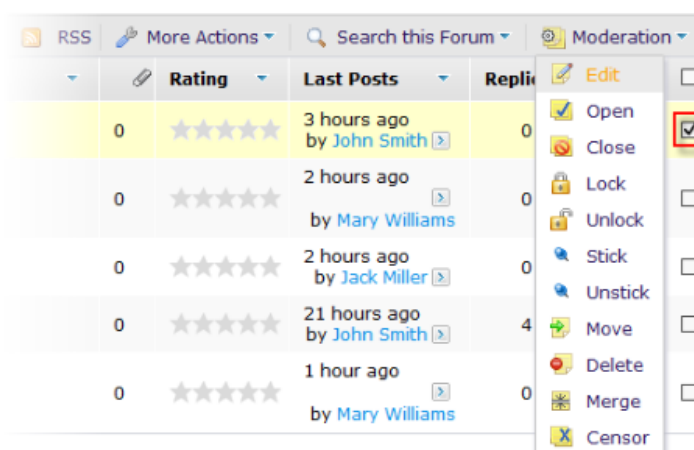 RSS More Actions Search this Forum Moderation
Rating Last Posts Replie
Edit
Open
0 3 hours ago 0
by John Smith
Close
2 hours ago
Lock
0 0
by Mary Williams
Unlock
2 hours ago
Stick
0 by Jack Miller 0
Unstick
21 hours ago
0 by John Smith 4
Move
1 hour ago
Delete
0 0
Merge
by Mary Williams
Censor